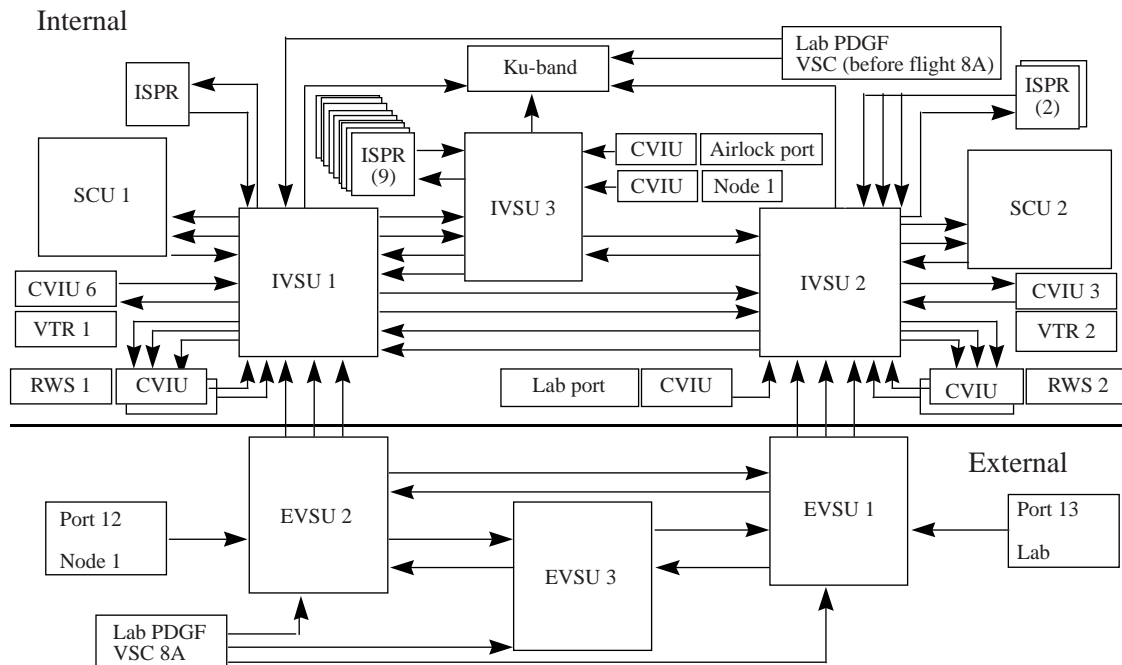 Internal
Lab PDGF
VSC (before flight 8A)
Ku-band
ISPR
ISPR
(2)
ISPR
(9)
CVIU
Airlock port
SCU 1
CVIU
Node 1
SCU 2
IVSU 3
IVSU 1
IVSU 2
CVIU 6
CVIU 3
VTR 1
VTR 2
RWS 1
CVIU
Lab port
CVIU
CVIU
RWS 2
External
EVSU 2
EVSU 1
Port 12
Node 1
Port 13
Lab
EVSU 3
Lab PDGF
VSC 8A